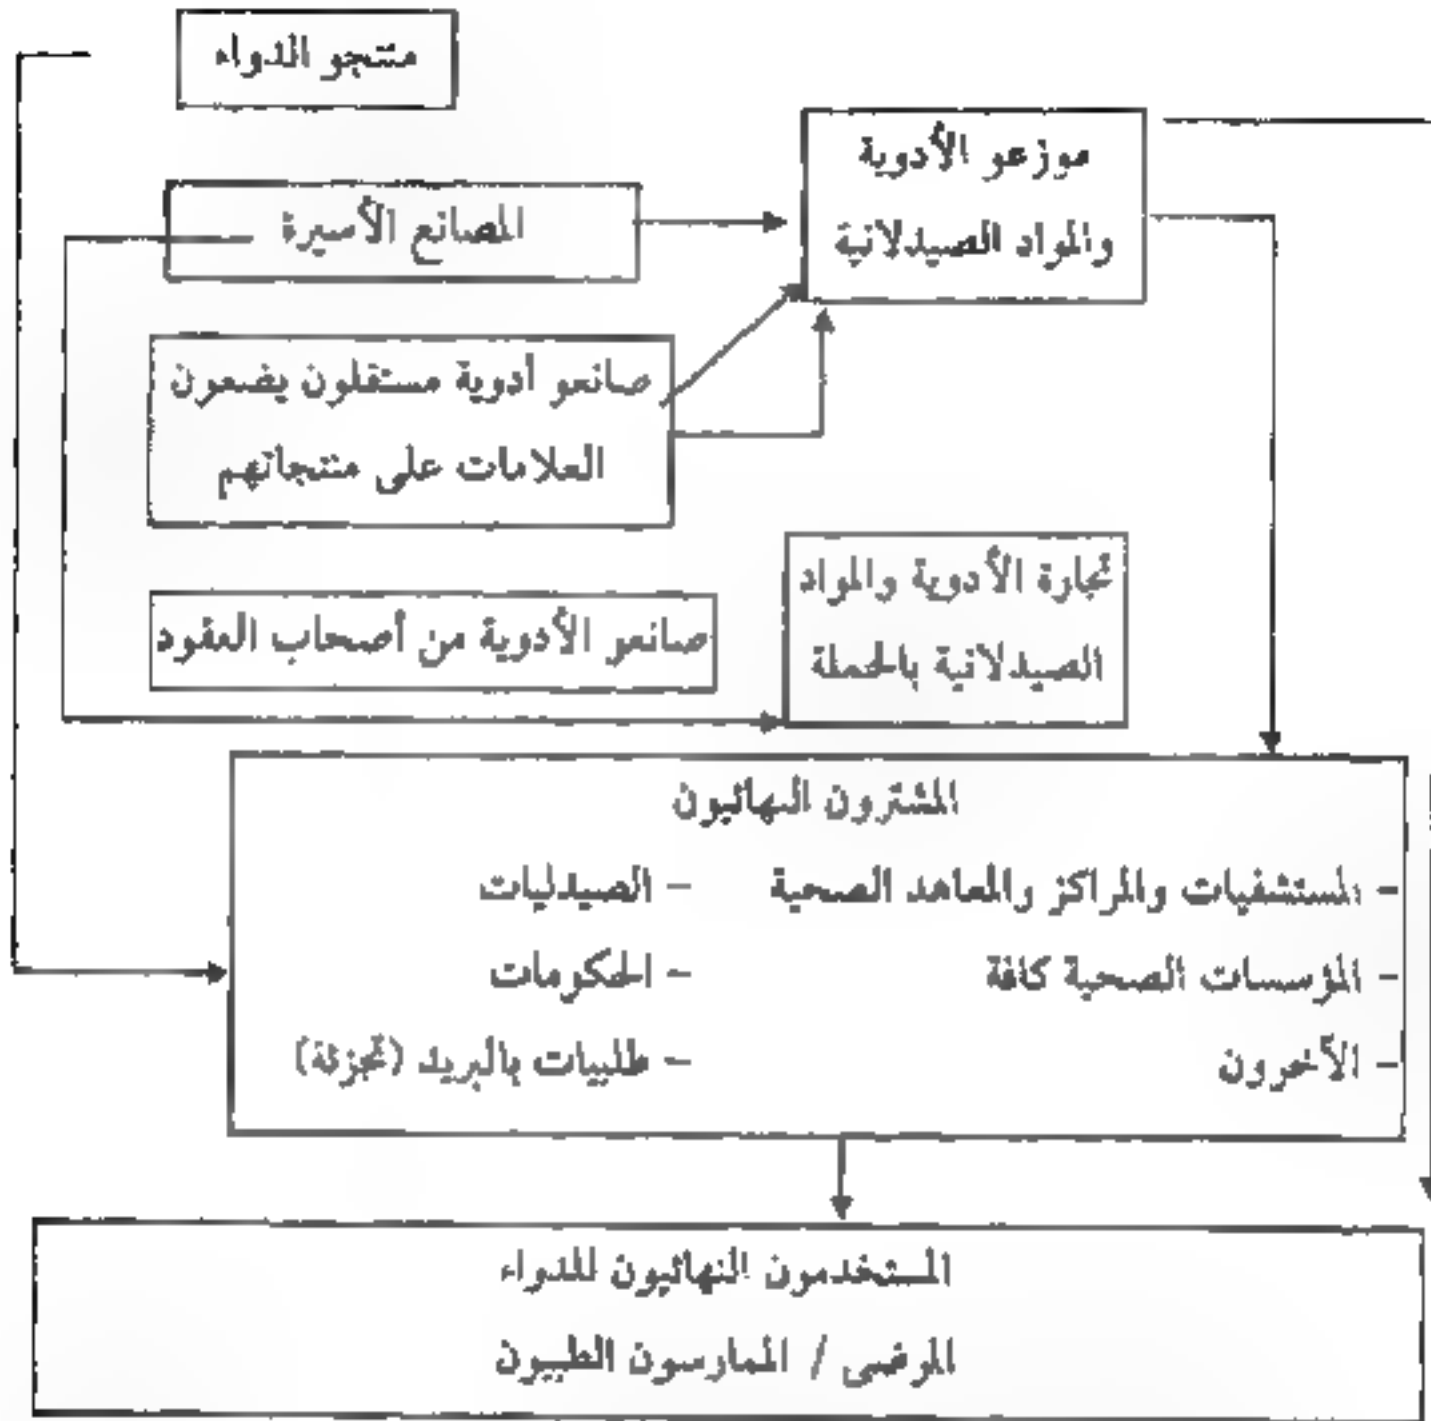 منتجو الدواء
موزعو الأدوية
والمواد الصيدلانية
المصانع الأسيرة
صانعو أدوية مستقلون يضعون
العلامات على منتجاتهم
تجارة الأدوية والمواد
الصيدلانية بالجملة
صانعو الأدوية من أصحاب العقود
المشترون النهائيون
- المستشفيات والمراكز والمعاهد الصحية - الصيدليات
- المؤسسات الصحية كافة - الحكومات
- الآخرون - طلبيات بالبريد (تجزئة)
المستخدمون النهائيون للدواء
المرضى / الممارسون الطبيون